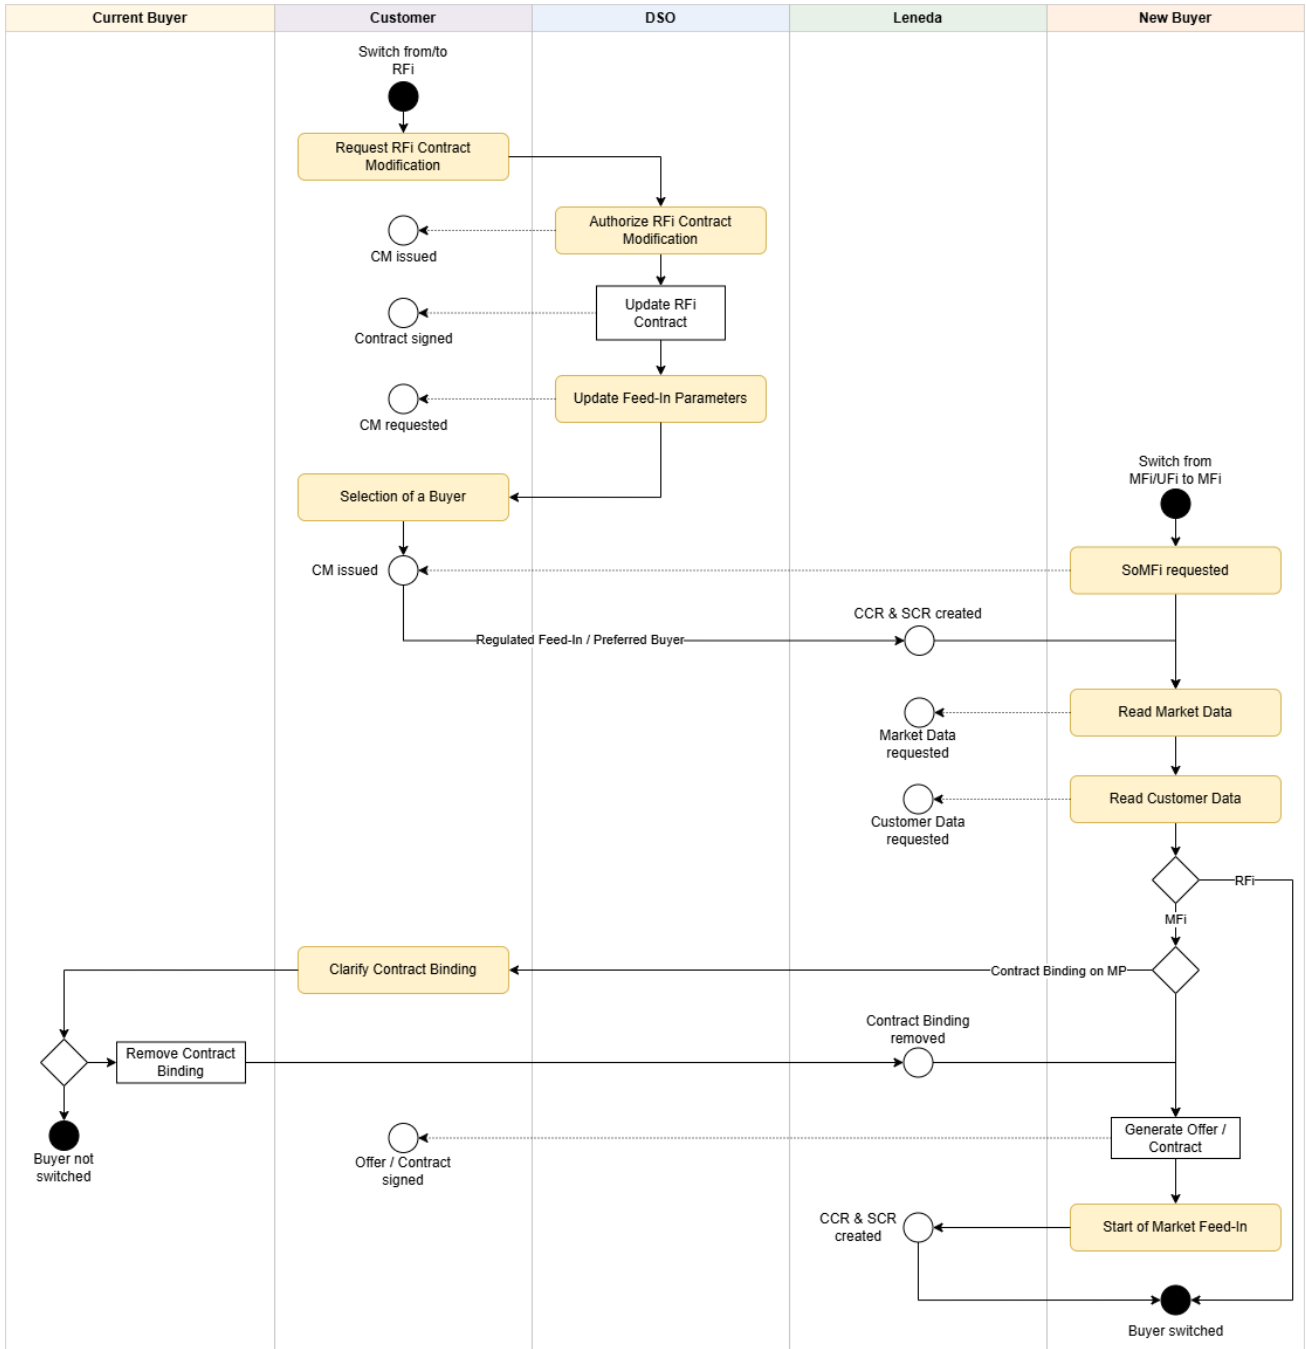 Current Buyer
Customer
DSO
Leneda
New Buyer
Switch from/to
RFi
Request RFi Contract
Modification
Authorize RFi Contract
Modification
CM issued
Update RFi
Contract
Contract signed
Update Feed-In Parameters
CM requested
Switch from
MFi/UFi to MFi
Selection of a Buyer
CM issued
SoMFi requested
CCR & SCR created
Regulated Feed-In / Preferred Buyer
Read Market Data
Market Data
requested
Read Customer Data
Customer Data
requested
RFi
MFi
Clarify Contract Binding
Contract Binding on MP
Contract Binding
removed
Remove Contract
Binding
Generate Offer /
Contract
Buyer not
switched
Offer / Contract
signed
CCR & SCR
created
Start of Market Feed-In
Buyer switched